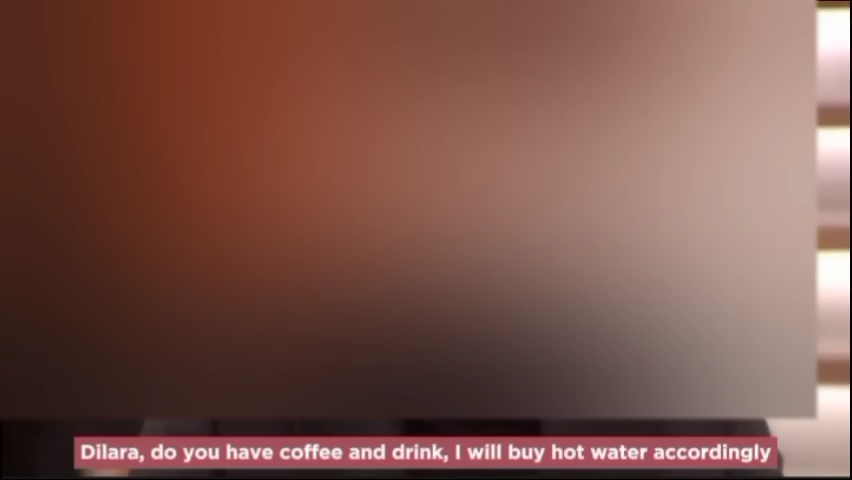 Dilara, do you have coffee and drink, I will buy hot water accordingly